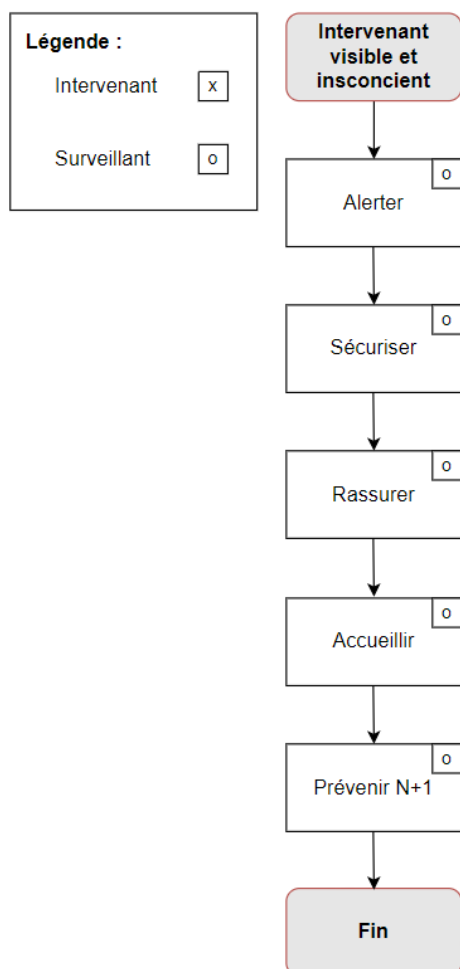 Légende :
Intervenant x
Surveillant o
Intervenant
visible et
insconcient
o
Alerter
o
Sécuriser
o
Rassurer
o
Accueillir
o
Prévenir N+1
Fin